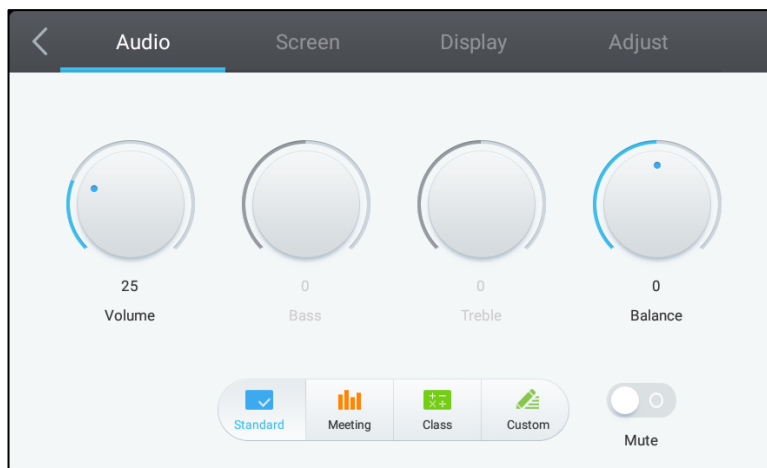 Audio Screen Display Adjust
25 0 0 0
Volume Bass Treble Balance
Standard Meeting Class Custom
Mute